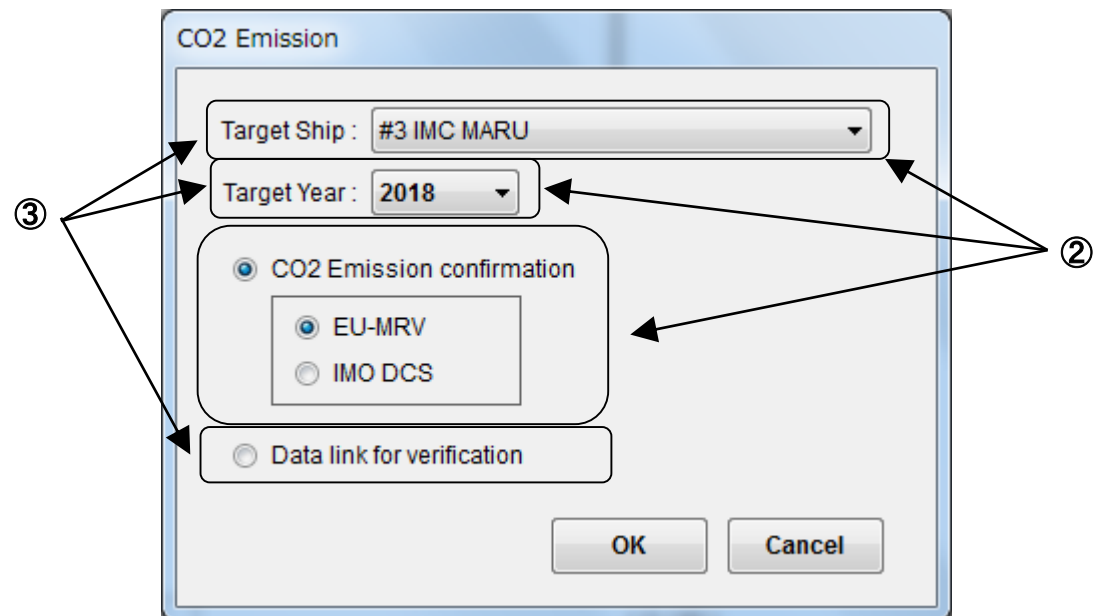 CO2 Emission
Target Ship : #3 IMC MARU
Target Year : 2018
③
②
CO2 Emission confirmation
EU-MRV
IMO DCS
Data link for verification
OK Cancel